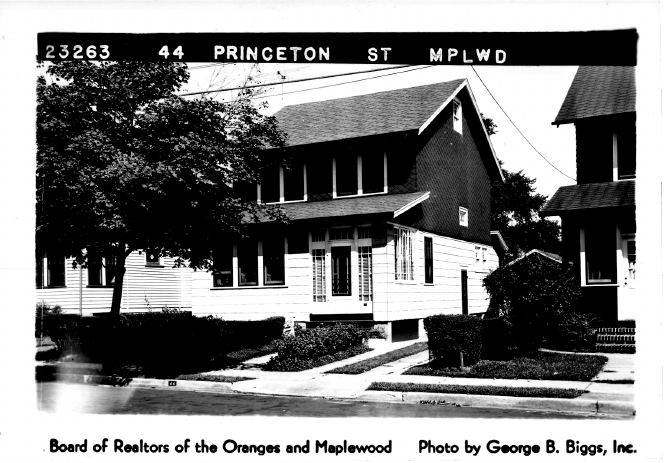 23263 44 PRINCETON ST MPLWD
Board of Realtors of the Oranges and Maplewood Photo by George B. Biggs, Inc.